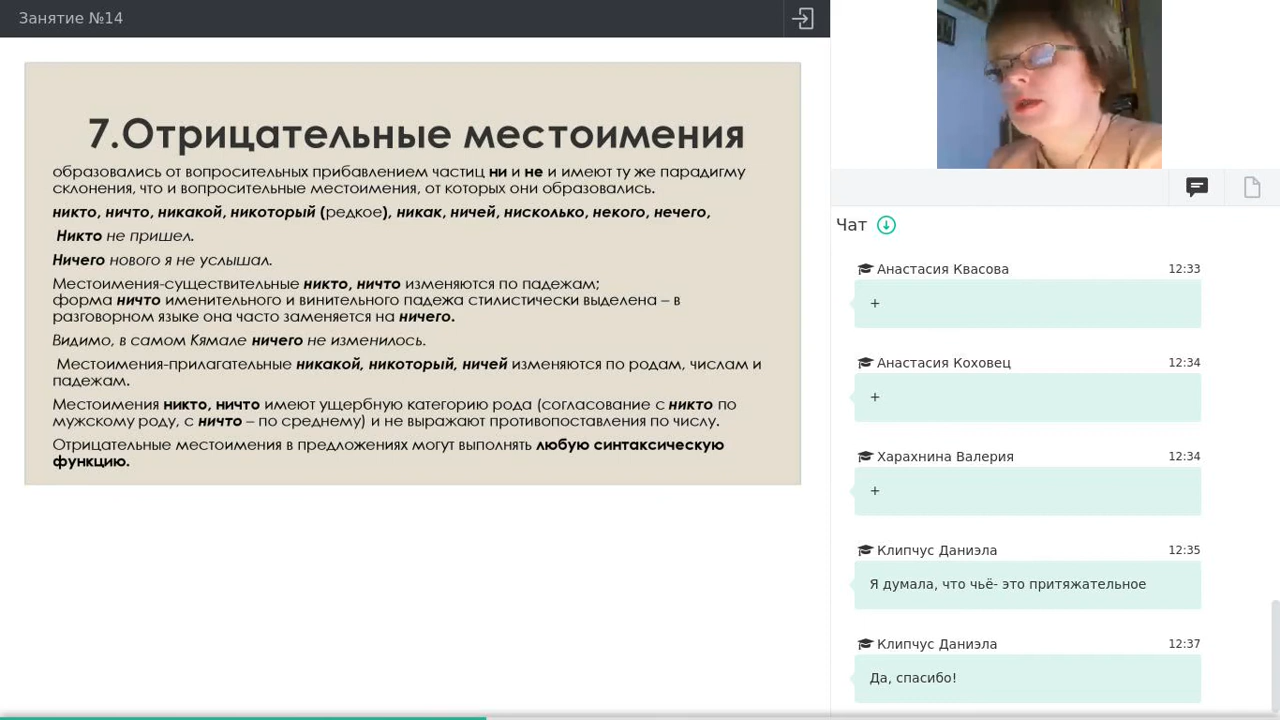 Занятие №14
7.Отрицательные местоимения
образовались от вопросительных прибавлением частиц ни и не и имеют ту же парадигму
склонения, что и вопросительные местоимения, от которых они образовались.
никто, ничто, никакой, никоторый (редкое), никак, ничей, нисколько, некого, нечего,
Никто не пришел.
Ничего нового я не услышал.
Местоимения-существительные никто, ничто изменяются по падежам;
форма ничто именительного и винительного падежа стилистически выделена – в
разговорном языке она часто заменяется на ничего.
Видимо, в самом Кямале ничего не изменилось.
Местоимения-прилагательные никакой, никоторый, ничей изменяются по родам, числам и
падежам.
Местоимения никто, ничто имеют ущербную категорию рода (согласование с никто по
мужскому роду, с ничто – по среднему) и не выражают противопоставления по числу.
Отрицательные местоимения в предложениях могут выполнять любую синтаксическую
функцию.
Чат
Анастасия Квасова 12:33
+
Анастасия Коховец 12:34
+
Харахнина Валерия 12:34
+
Клипчус Даниэла 12:35
Я думала, что чьё- это притяжательное
Клипчус Даниэла 12:37
Да, спасибо!